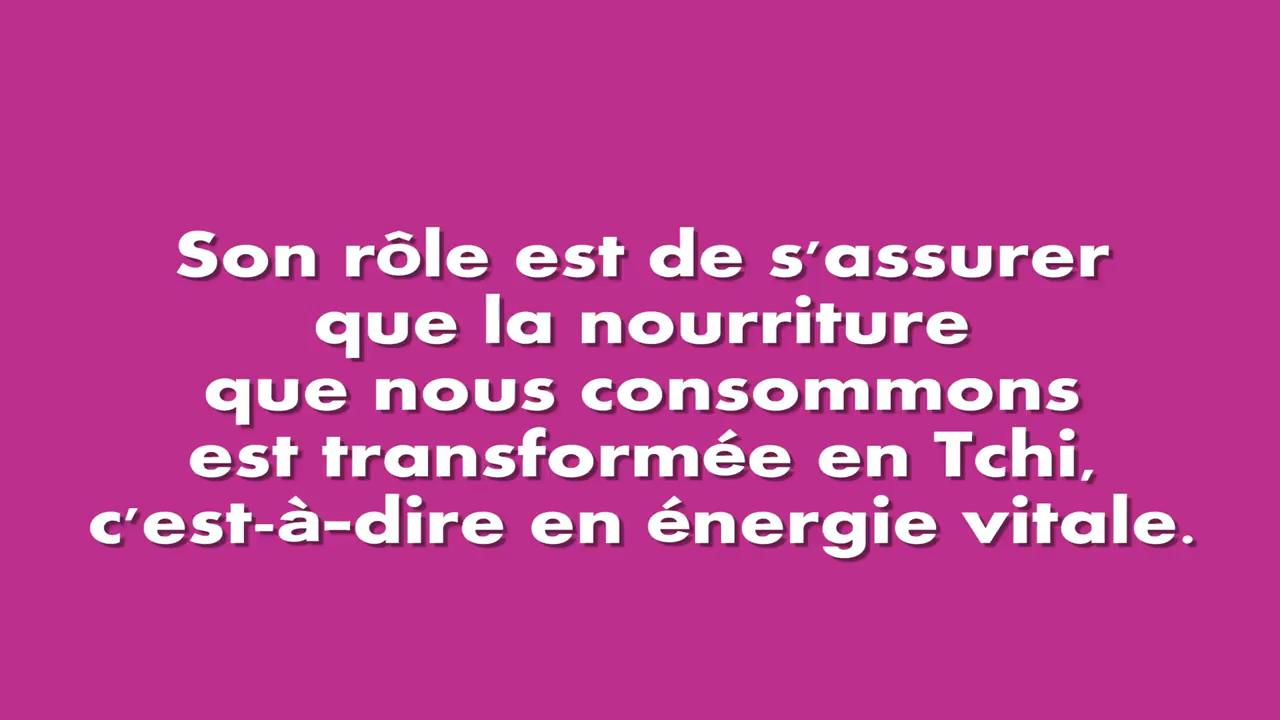 Son rôle est de s’assurer
que la nourriture
que nous consommons
est transformée en Tchi,
c’est-à–dire en énergie vitale.